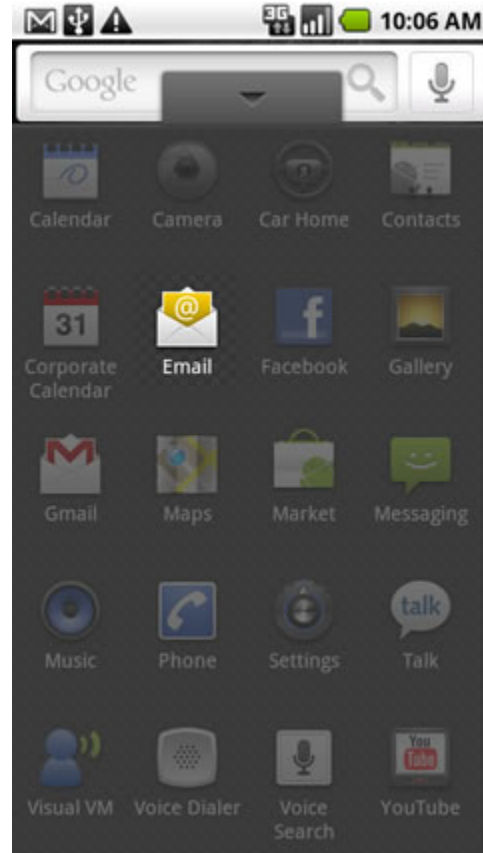 3G 10:06 AM
Google
Calendar Camera Car Home Contacts
31
@
f
Corporate Calendar Email Facebook Gallery
Gmail Maps Market Messaging
talk
Music Phone Settings Talk
You Tube
Visual VM Voice Dialer Voice Search YouTube